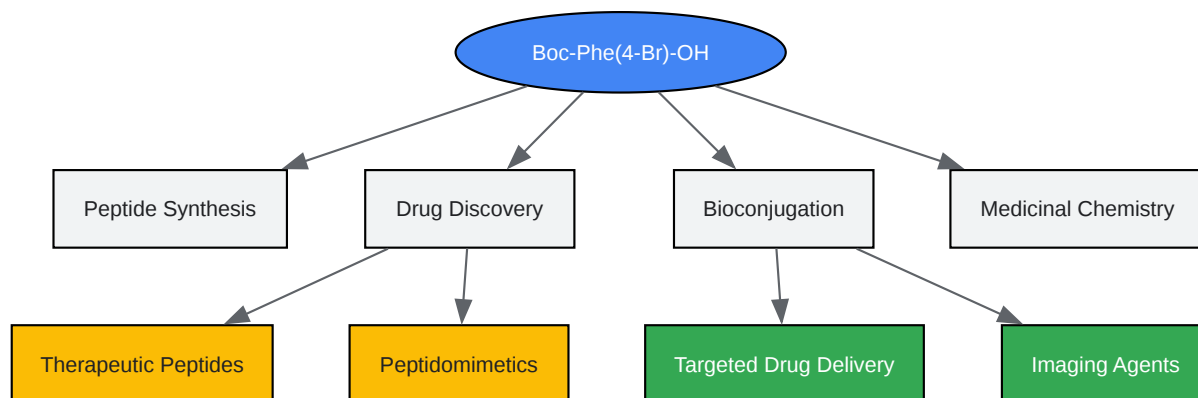 Boc-Phe(4-Br)-OH
Peptide Synthesis
Drug Discovery
Bioconjugation
Medicinal Chemistry
Therapeutic Peptides
Peptidomimetics
Targeted Drug Delivery
Imaging Agents